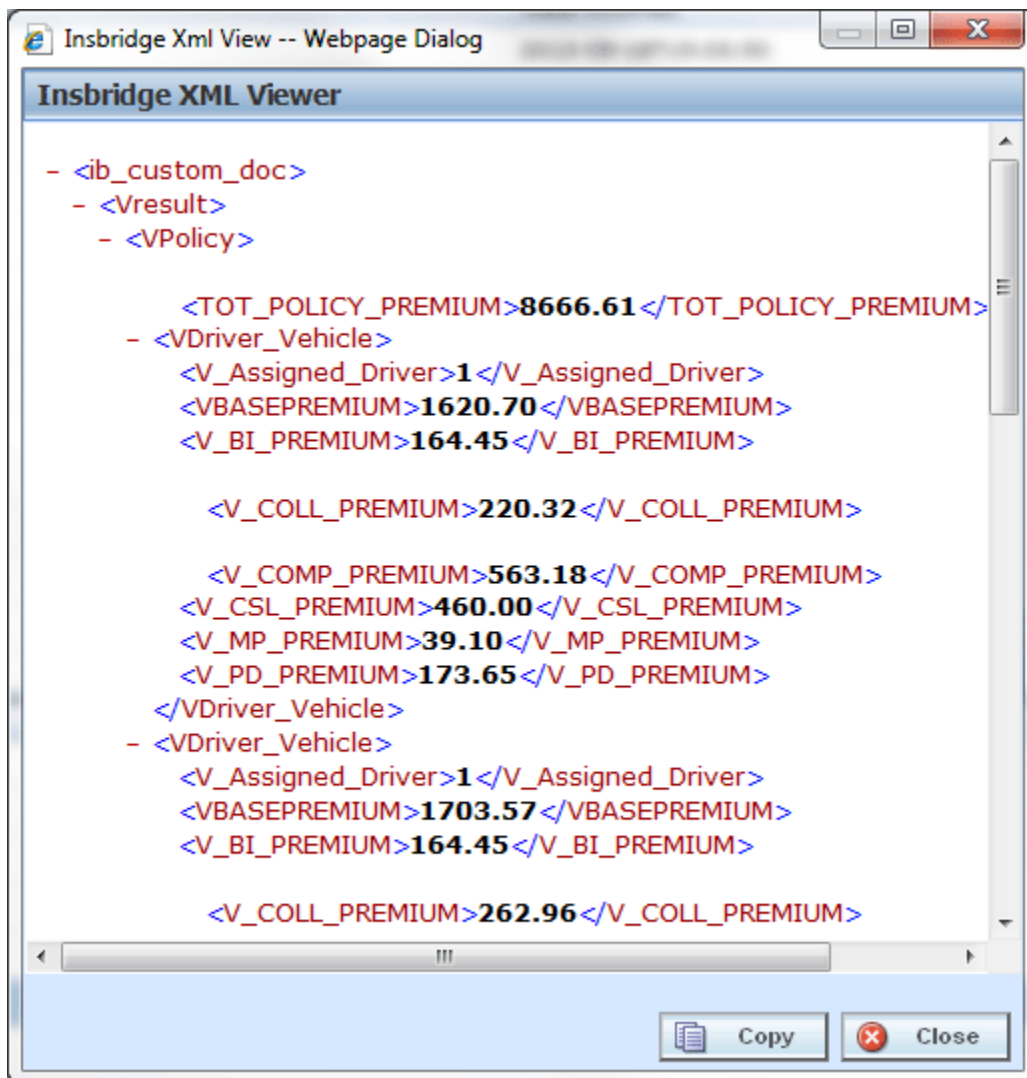 Insbridge Xml View -- Webpage Dialog
Insbridge XML Viewer
- <ib_custom_doc>
- <Vresult>
- <VPolicy>
<TOT_POLICY_PREMIUM>8666.61</TOT_POLICY_PREMIUM>
- <VDriver_Vehicle>
<V_Assigned_Driver>1</V_Assigned_Driver>
<VBASEPREMIUM>1620.70</VBASEPREMIUM>
<V_BI_PREMIUM>164.45</V_BI_PREMIUM>
<V_COLL_PREMIUM>220.32</V_COLL_PREMIUM>
<V_COMP_PREMIUM>563.18</V_COMP_PREMIUM>
<V_CSL_PREMIUM>460.00</V_CSL_PREMIUM>
<V_MP_PREMIUM>39.10</V_MP_PREMIUM>
<V_PD_PREMIUM>173.65</V_PD_PREMIUM>
</VDriver_Vehicle>
- <VDriver_Vehicle>
<V_Assigned_Driver>1</V_Assigned_Driver>
<VBASEPREMIUM>1703.57</VBASEPREMIUM>
<V_BI_PREMIUM>164.45</V_BI_PREMIUM>
<V_COLL_PREMIUM>262.96</V_COLL_PREMIUM>
Copy Close